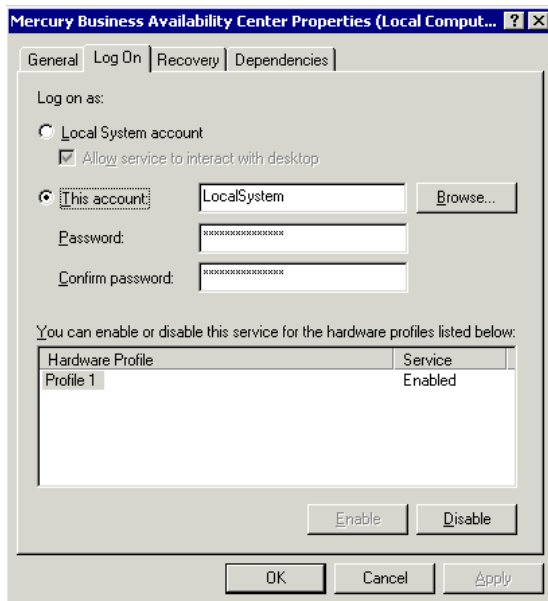 Mercury Business Availability Center Properties (Local Comput... ? X
General Log On Recovery Dependencies
Log on as:
Local System account
Allow service to interact with desktop
This account: LocalSystem Browse...
Password: ***************
Confirm password: ***************
You can enable or disable this service for the hardware profiles listed below:
Hardware Profile Service
Profile 1 Enabled
Enable Disable
OK Cancel Apply